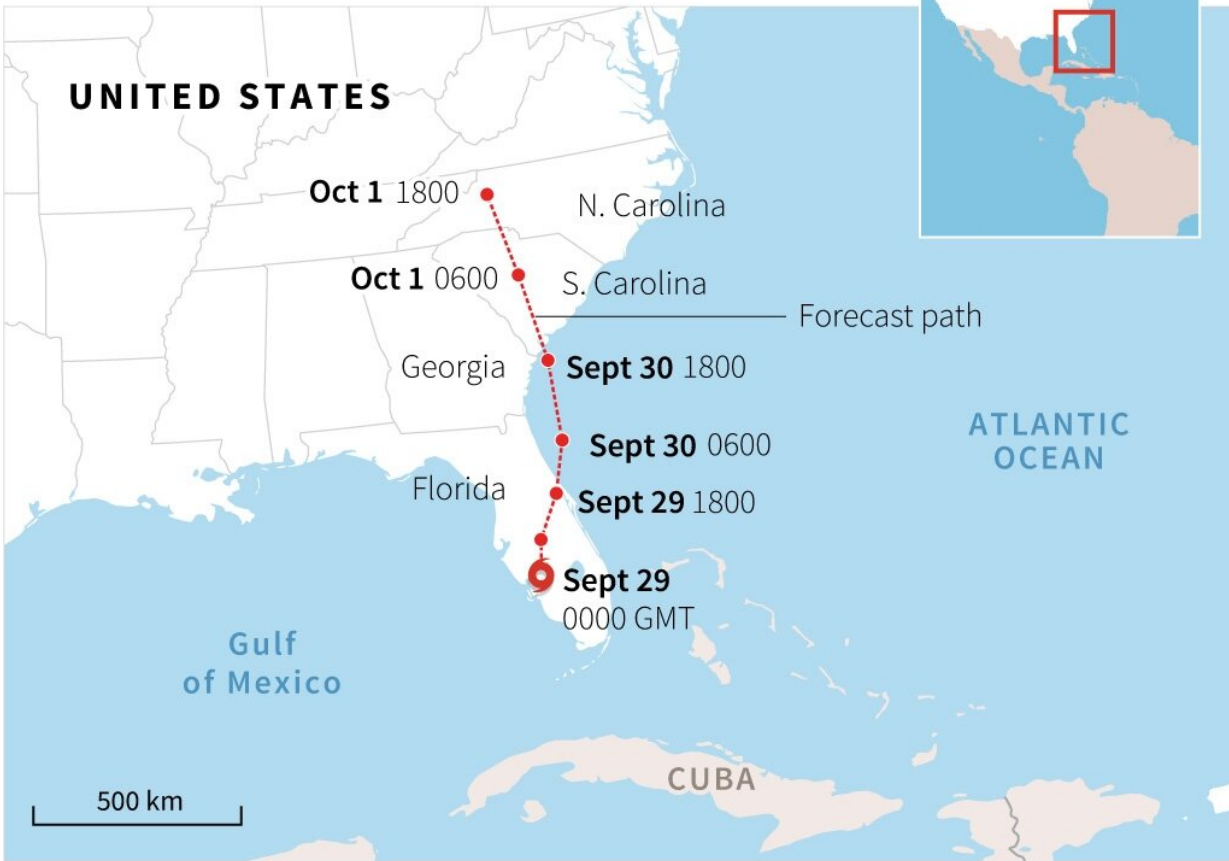 UNITED STATES
Oct 1 1800
N. Carolina
Oct 1 0600
S. Carolina
Forecast path
Georgia
Sept 30 1800
ATLANTIC
OCEAN
Sept 30 0600
Florida
Sept 29 1800
Sept 29
0000 GMT
Gulf
of Mexico
CUBA
500 km